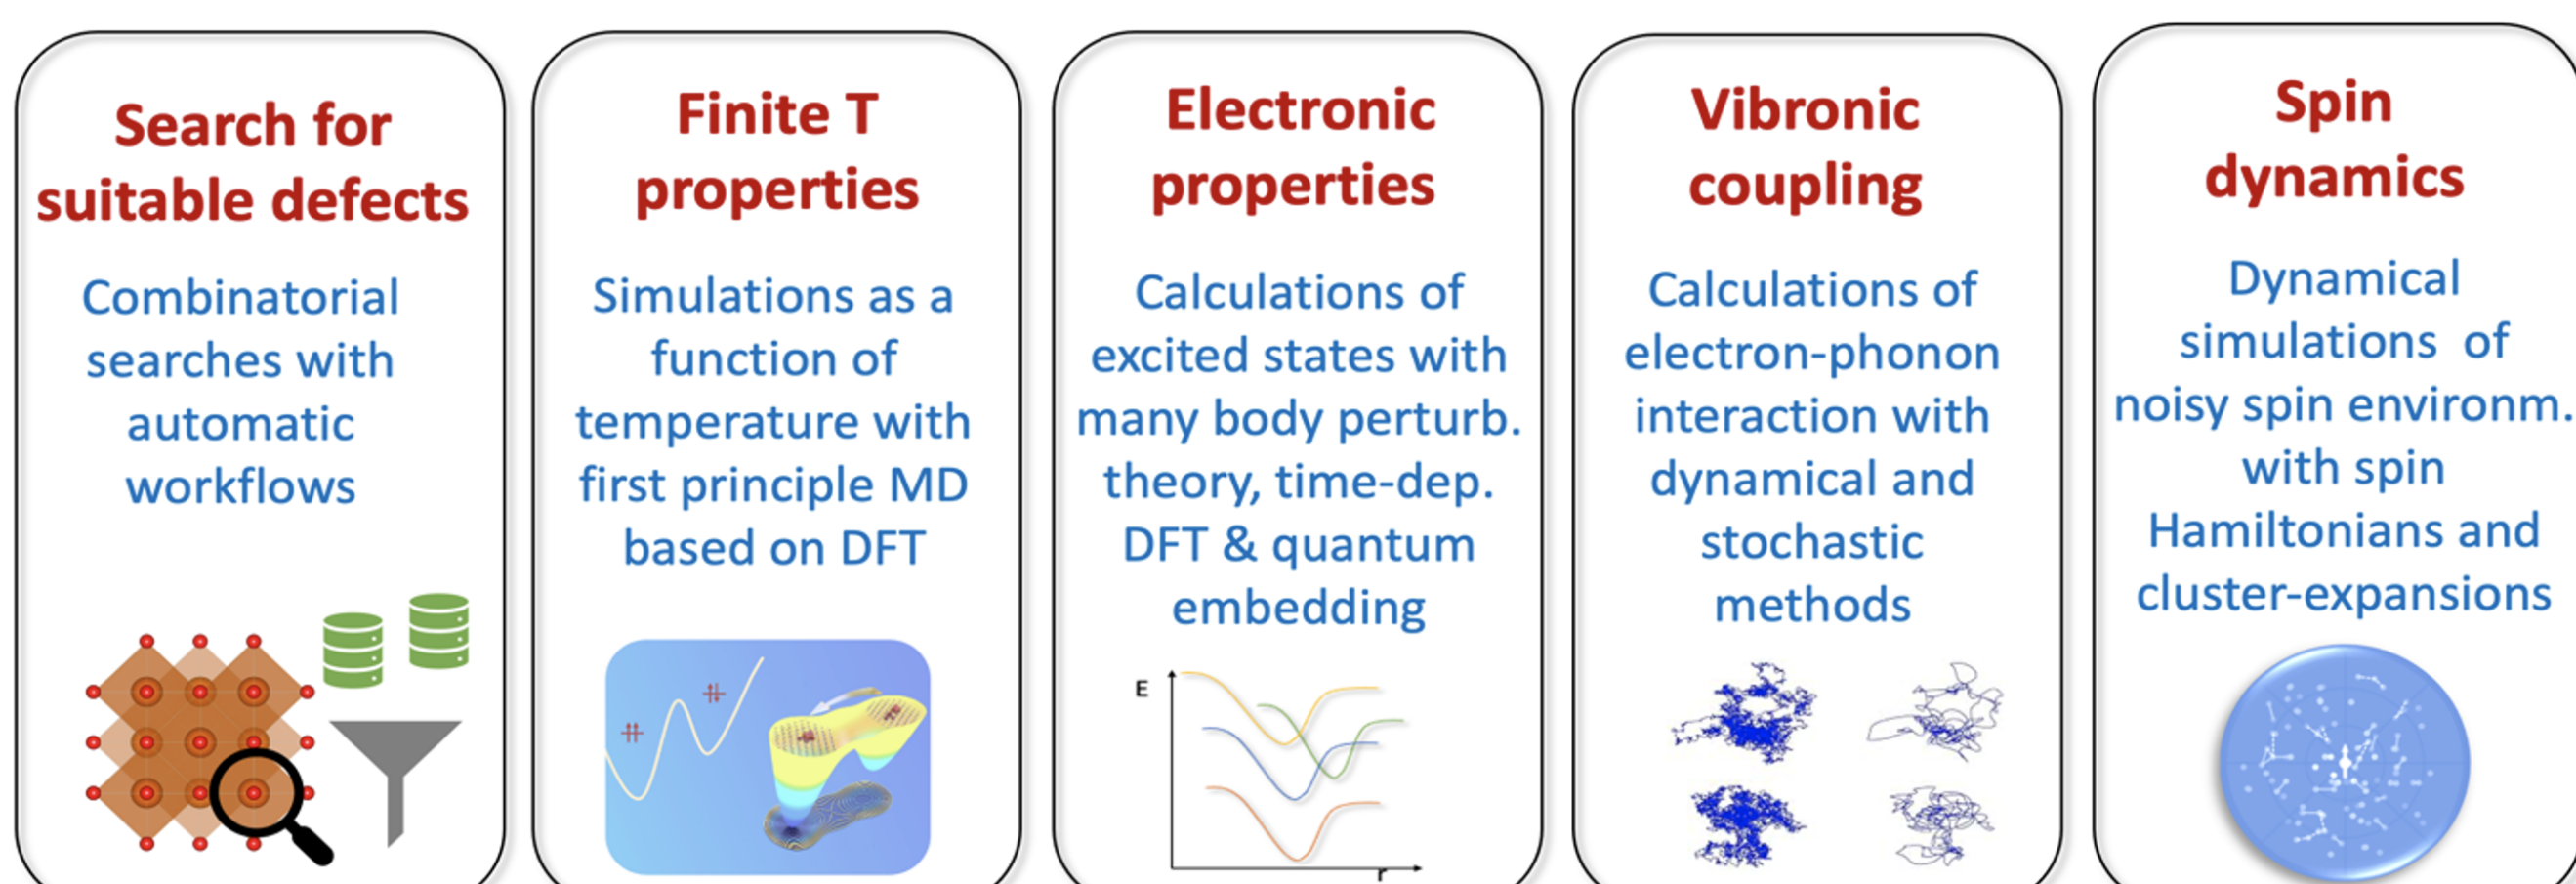 Search for
suitable defects
Combinatorial
searches with
automatic
workflows
Finite T
properties
Simulations as a
function of
temperature with
first principle MD
based on DFT
Electronic
properties
Calculations of
excited states with
many body perturb.
theory, time-dep.
DFT & quantum
embedding
E
r
Vibronic
coupling
Calculations of
electron-phonon
interaction with
dynamical and
stochastic
methods
Spin
dynamics
Dynamical
simulations of
noisy spin environm.
with spin
Hamiltonians and
cluster-expansions